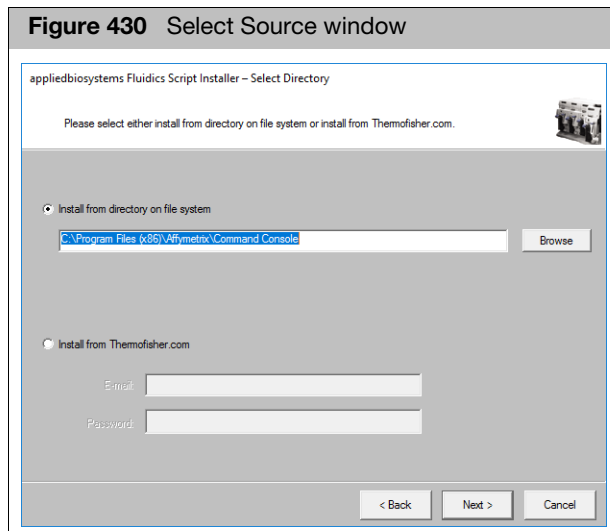 Figure 430 Select Source window
appliedbiosystems Fluidics Script Installer – Select Directory
Please select either install from directory on file system or install from Thermofisher.com.
Install from directory on file system
C:\Program Files (x86)\Affymetrix\Command Console
Browse
Install from Thermofisher.com
E-mail:
Password:
< Back
Next >
Cancel